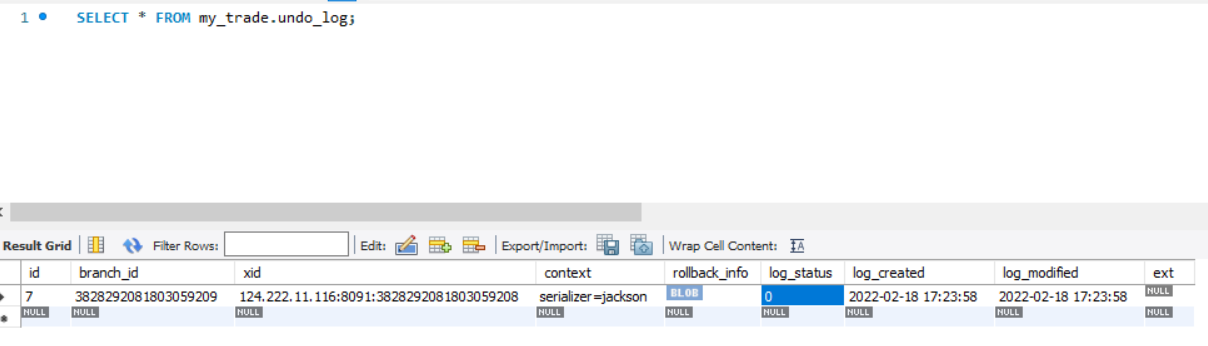 1 SELECT * FROM my_trade.undo_log;
Result Grid Filter Rows: Edit: Export/Import: Wrap Cell Content: IA
id branch_id xid context rollback_info log_status log_created log_modified ext
7 3828292081803059209 124.222.11.116:8091:3828292081803059208 serializer=jackson BLOB 0 2022-02-18 17:23:58 2022-02-18 17:23:58 NULL
NULL NULL NULL NULL NULL NULL NULL NULL NULL